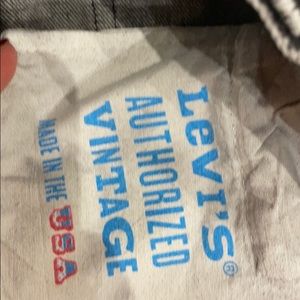 LEVI'S®
AUTHORIZED
VINTAGE
MADE IN THE USA